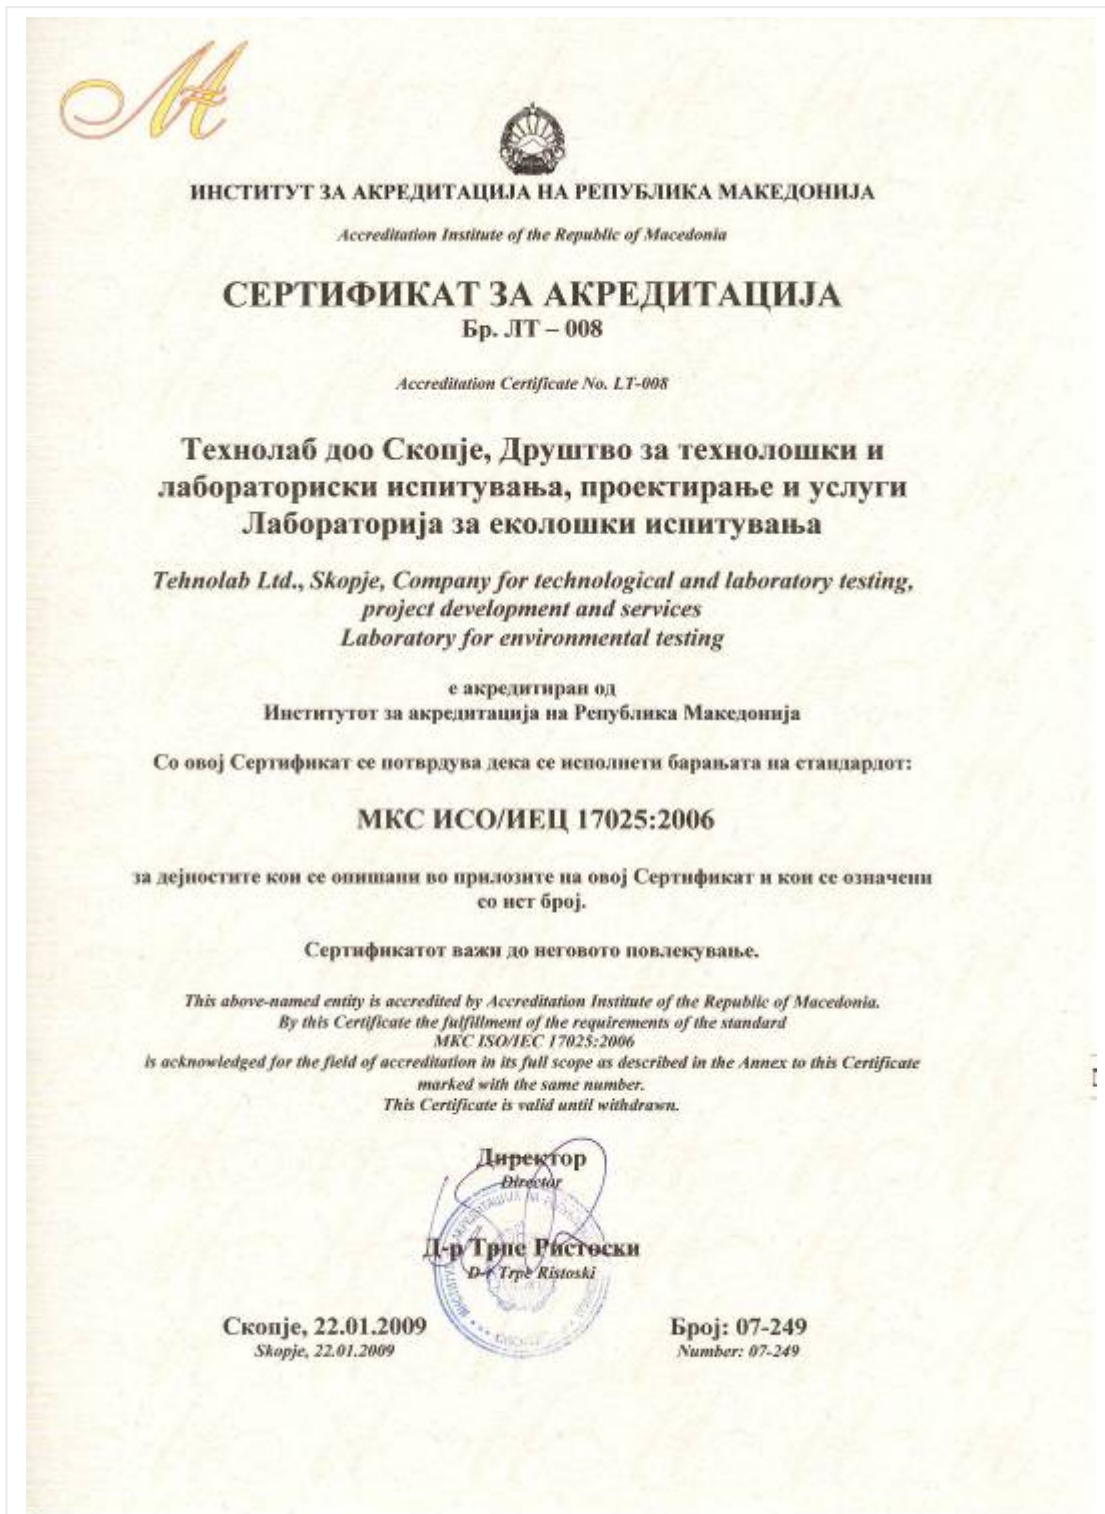 ИНСТИТУТ ЗА АКРЕДИТАЦИЈА НА РЕПУБЛИКА МАКЕДОНИЈА
Accreditation Institute of the Republic of Macedonia
СЕРТИФИКАТ ЗА АКРЕДИТАЦИЈА
Бр. ЛТ – 008
Accreditation Certificate No. LT-008
Технолаб доо Скопје, Друштво за технолошки и
лабораториски испитувања, проектирање и услуги
Лабораторија за еколошки испитувања
Tehnolab Ltd., Skopje, Company for technological and laboratory testing,
project development and services
Laboratory for environmental testing
е акредитиран од
Институтот за акредитација на Република Македонија
Со овој Сертификат се потврдува дека се исполнети барањата на стандардот:
МКС ИСО/ИЕЦ 17025:2006
за дејностите кои се опишани во прилозите на овој Сертификат и кои се означени
со ист број.
Сертификатот важи до неговото повлекување.
This above-named entity is accredited by Accreditation Institute of the Republic of Macedonia.
By this Certificate the fulfillment of the requirements of the standard
МКС ISO/IEC 17025:2006
is acknowledged for the field of accreditation in its full scope as described in the Annex to this Certificate
marked with the same number.
This Certificate is valid until withdrawn.
Директор
Director
Д-р Трпе Ристоски
D-r Trpe Ristoski
Скопје, 22.01.2009
Skopje, 22.01.2009
Број: 07-249
Number: 07-249